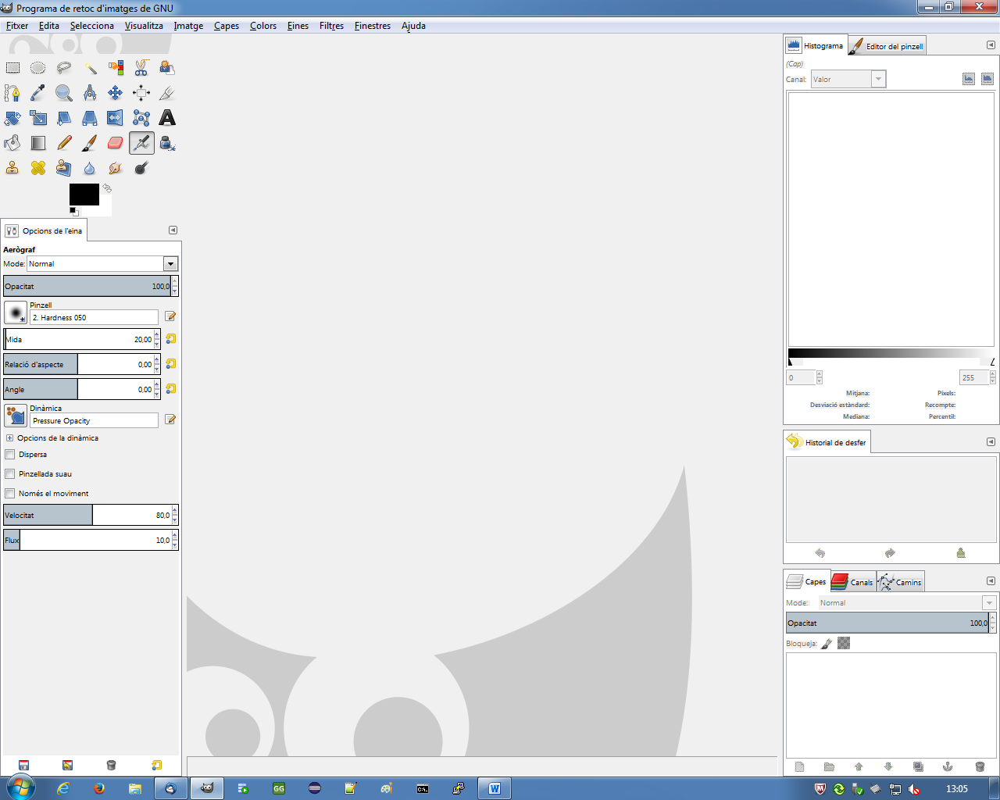 Programa de retoc d'imatges de GNU
Fitxer Edita Selecciona Visualitza Imatge Capes Colors Eines Filtres Finestres Ajuda
Opcions de l'eina
Aerògraf
Mode: Normal
Opacitat 100,0
Pinzell
2. Hardness 050
Mida 20,00
Relació d'aspecte 0,00
Angle 0,00
Dinàmica
Pressure Opacity
Opcions de la dinàmica
Dispersa
Pinzellada suau
Només el moviment
Velocitat 80,0
Flux 10,0
Histograma Editor del pinzell
(Cap)
Canal: Valor
0 255
Mitjana: Píxels:
Desviació estàndard: Recompte:
Mediana: Percentil:
Historial de desfer
Capes Canals Camins
Mode: Normal
Opacitat 100,0
Bloqueja:
GG
C:\.
W
13:05